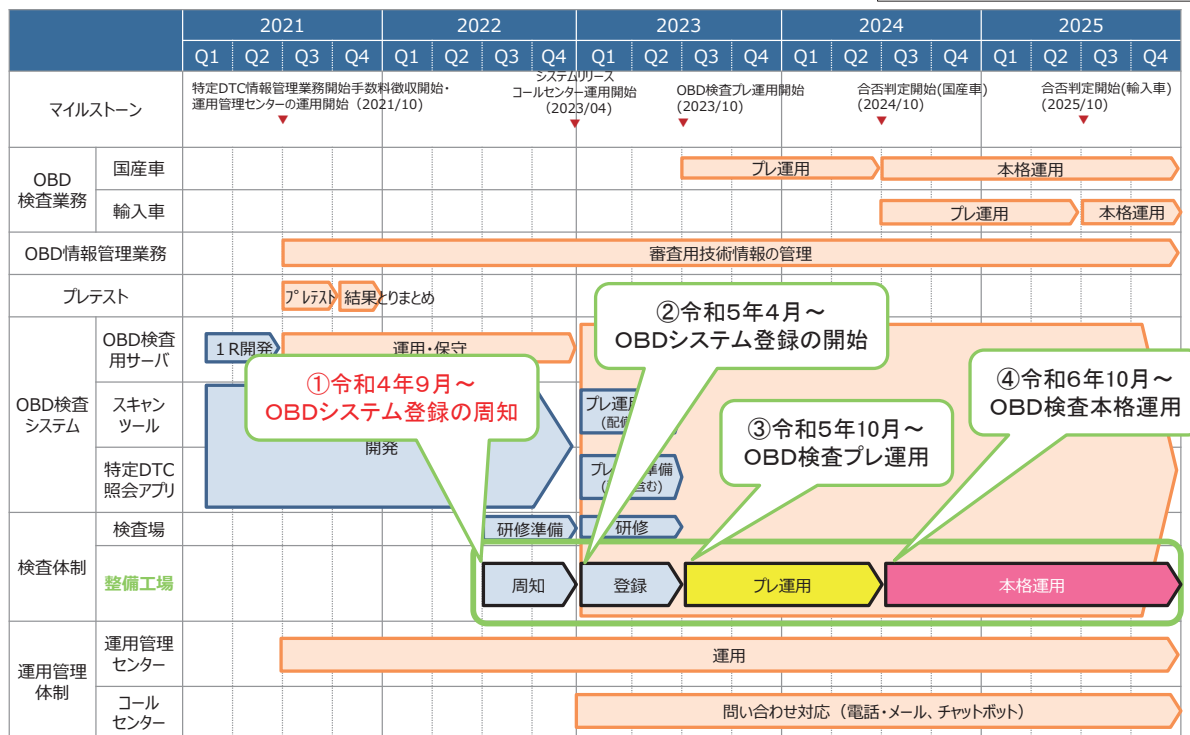 2021
2022
2023
2024
2025
Q1 Q2 Q3 Q4 Q1 Q2 Q3 Q4 Q1 Q2 Q3 Q4 Q1 Q2 Q3 Q4 Q1 Q2 Q3 Q4
マイルストーン
特定DTC情報管理業務開始手数料徴収開始・
運用管理センターの運用開始（2021/10）
システムリリース
コールセンター運用開始
(2023/04)
OBD検査プレ運用開始
(2023/10)
合否判定開始(国産車)
(2024/10)
合否判定開始(輸入車)
(2025/10)
OBD
検査業務
国産車
プレ運用
本格運用
輸入車
プレ運用
本格運用
OBD情報管理業務
審査用技術情報の管理
プレテスト
プレテスト
結果とりまとめ
②令和5年4月～
OBDシステム登録の開始
OBD検査
システム
OBD検査
用サーバ
1R開発
運用・保守
①令和4年9月～
OBDシステム登録の周知
④令和6年10月～
OBD検査本格運用
スキャン
ツール
開発
プレ運用
(配備
③令和5年10月～
OBD検査プレ運用
特定DTC
照会アプリ
プレ 準備
含む)
検査体制
検査場
研修準備
研修
整備工場
周知
登録
プレ運用
本格運用
運用管理
体制
運用管理
センター
運用
コール
センター
問い合わせ対応（電話・メール、チャットボット）